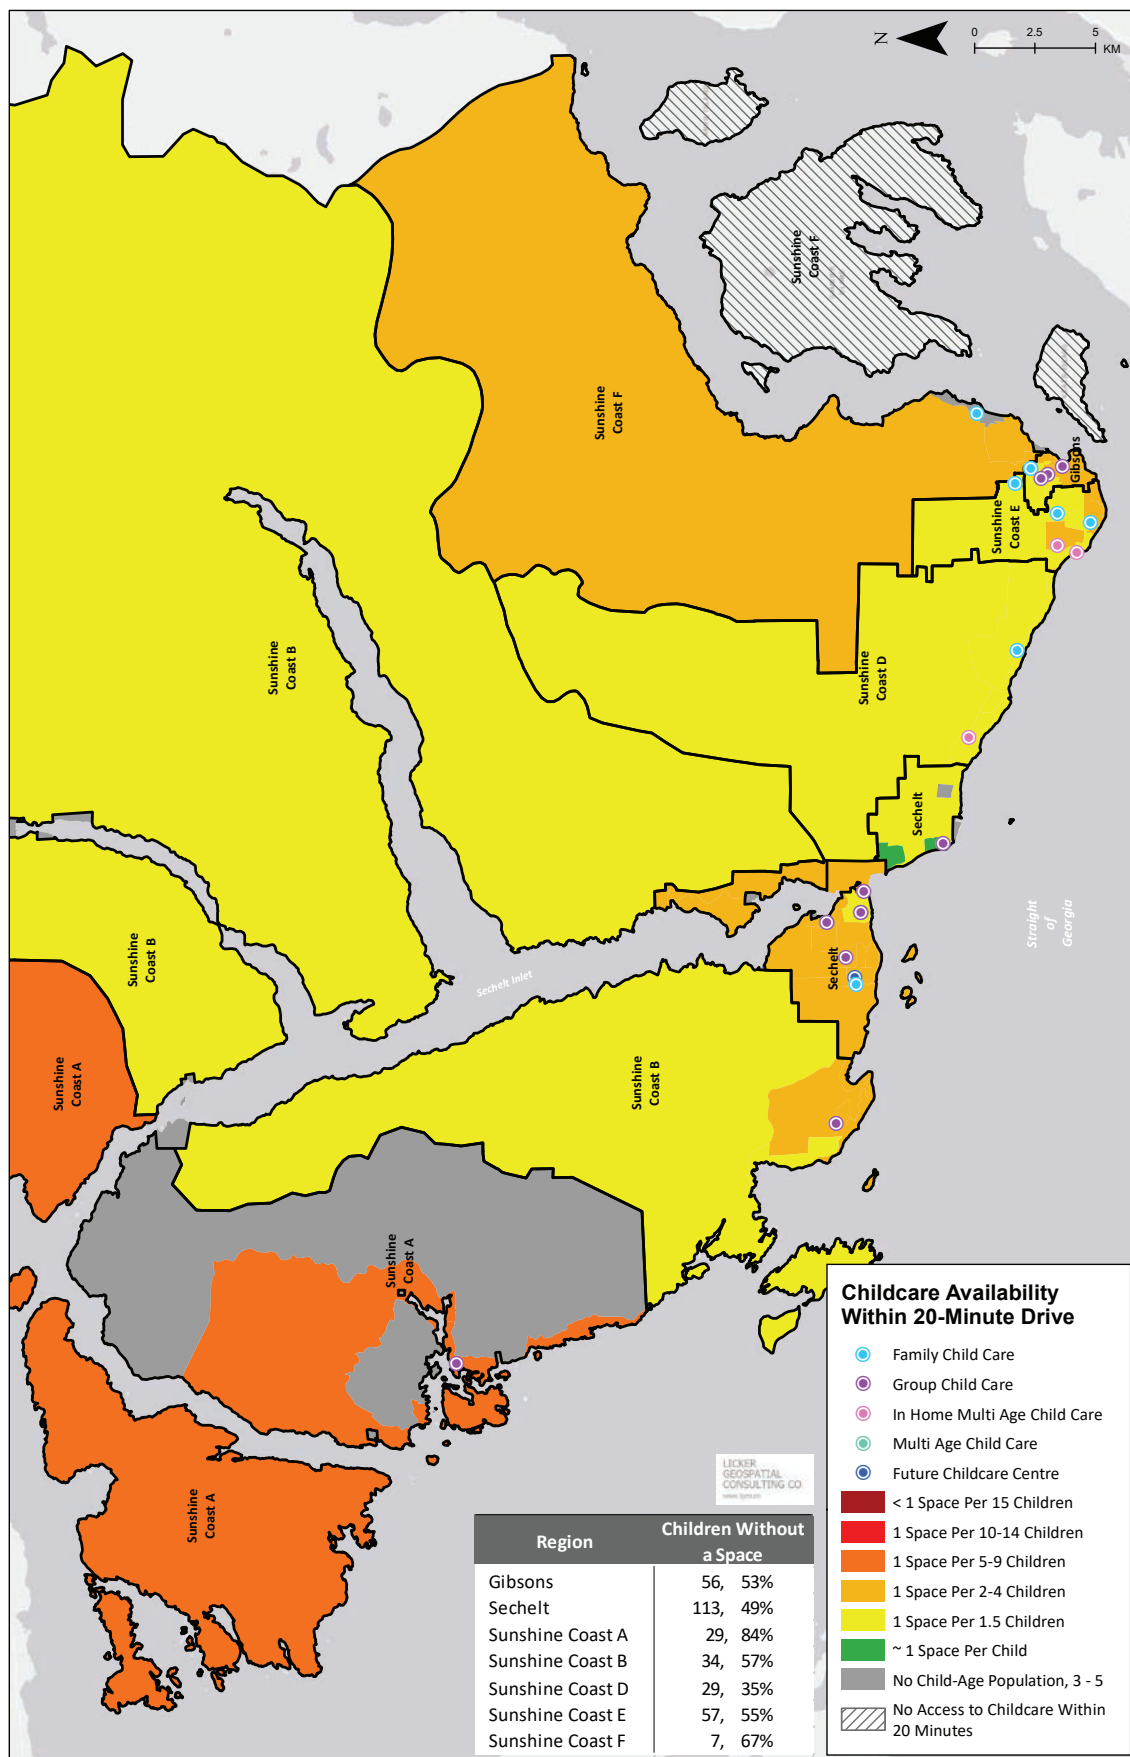 N
0 2.5 5
KM
Sunshine
Coast F
Sunshine
Coast F
Gibsons
Sunshine
Coast E
Sunshine
Coast B
Sunshine
Coast D
Sechelt
Sunshine
Coast B
Sechelt Inlet
Sechelt
Straight
of
Georgia
Sunshine
Coast A
Sunshine
Coast B
Sunshine
Coast A
Sunshine
Coast A
LICKER
GEOSPATIAL
CONSULTING CO
Region Children Without
a Space
Gibsons 56, 53%
Sechelt 113, 49%
Sunshine Coast A 29, 84%
Sunshine Coast B 34, 57%
Sunshine Coast D 29, 35%
Sunshine Coast E 57, 55%
Sunshine Coast F 7, 67%
Childcare Availability
Within 20-Minute Drive
Family Child Care
Group Child Care
In Home Multi Age Child Care
Multi Age Child Care
Future Childcare Centre
< 1 Space Per 15 Children
1 Space Per 10-14 Children
1 Space Per 5-9 Children
1 Space Per 2-4 Children
1 Space Per 1.5 Children
~ 1 Space Per Child
No Child-Age Population, 3 - 5
No Access to Childcare Within
20 Minutes